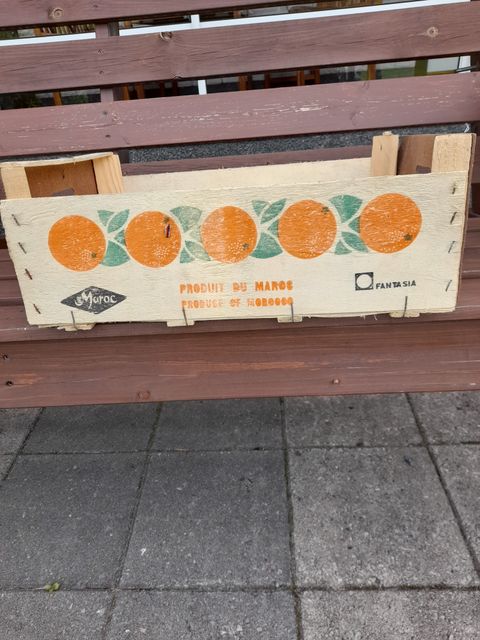 PRODUIT DU MAROC
PRODUCE OF MOROCCO
Maroc
FANTASIA